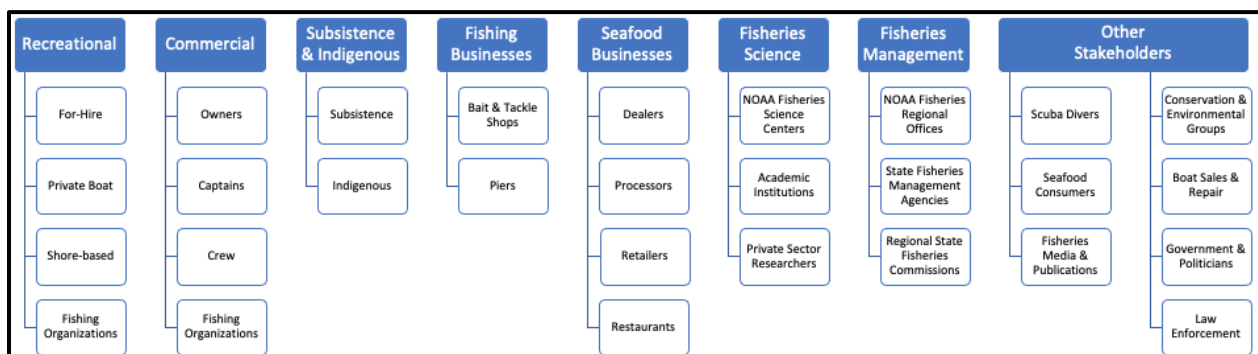 Recreational
For-Hire
Private Boat
Shore-based
Fishing
Organizations
Commercial
Owners
Captains
Crew
Fishing
Organizations
Subsistence
& Indigenous
Subsistence
Indigenous
Fishing
Businesses
Bait & Tackle
Shops
Piers
Seafood
Businesses
Dealers
Processors
Retailers
Restaurants
Fisheries
Science
NOAA Fisheries
Science
Centers
Academic
Institutions
Private Sector
Researchers
Fisheries
Management
NOAA Fisheries
Regional
Offices
State Fisheries
Management
Agencies
Regional State
Fisheries
Commissions
Other
Stakeholders
Scuba Divers
Seafood
Consumers
Fisheries
Media &
Publications
Conservation &
Environmental
Groups
Boat Sales &
Repair
Government &
Politicians
Law
Enforcement